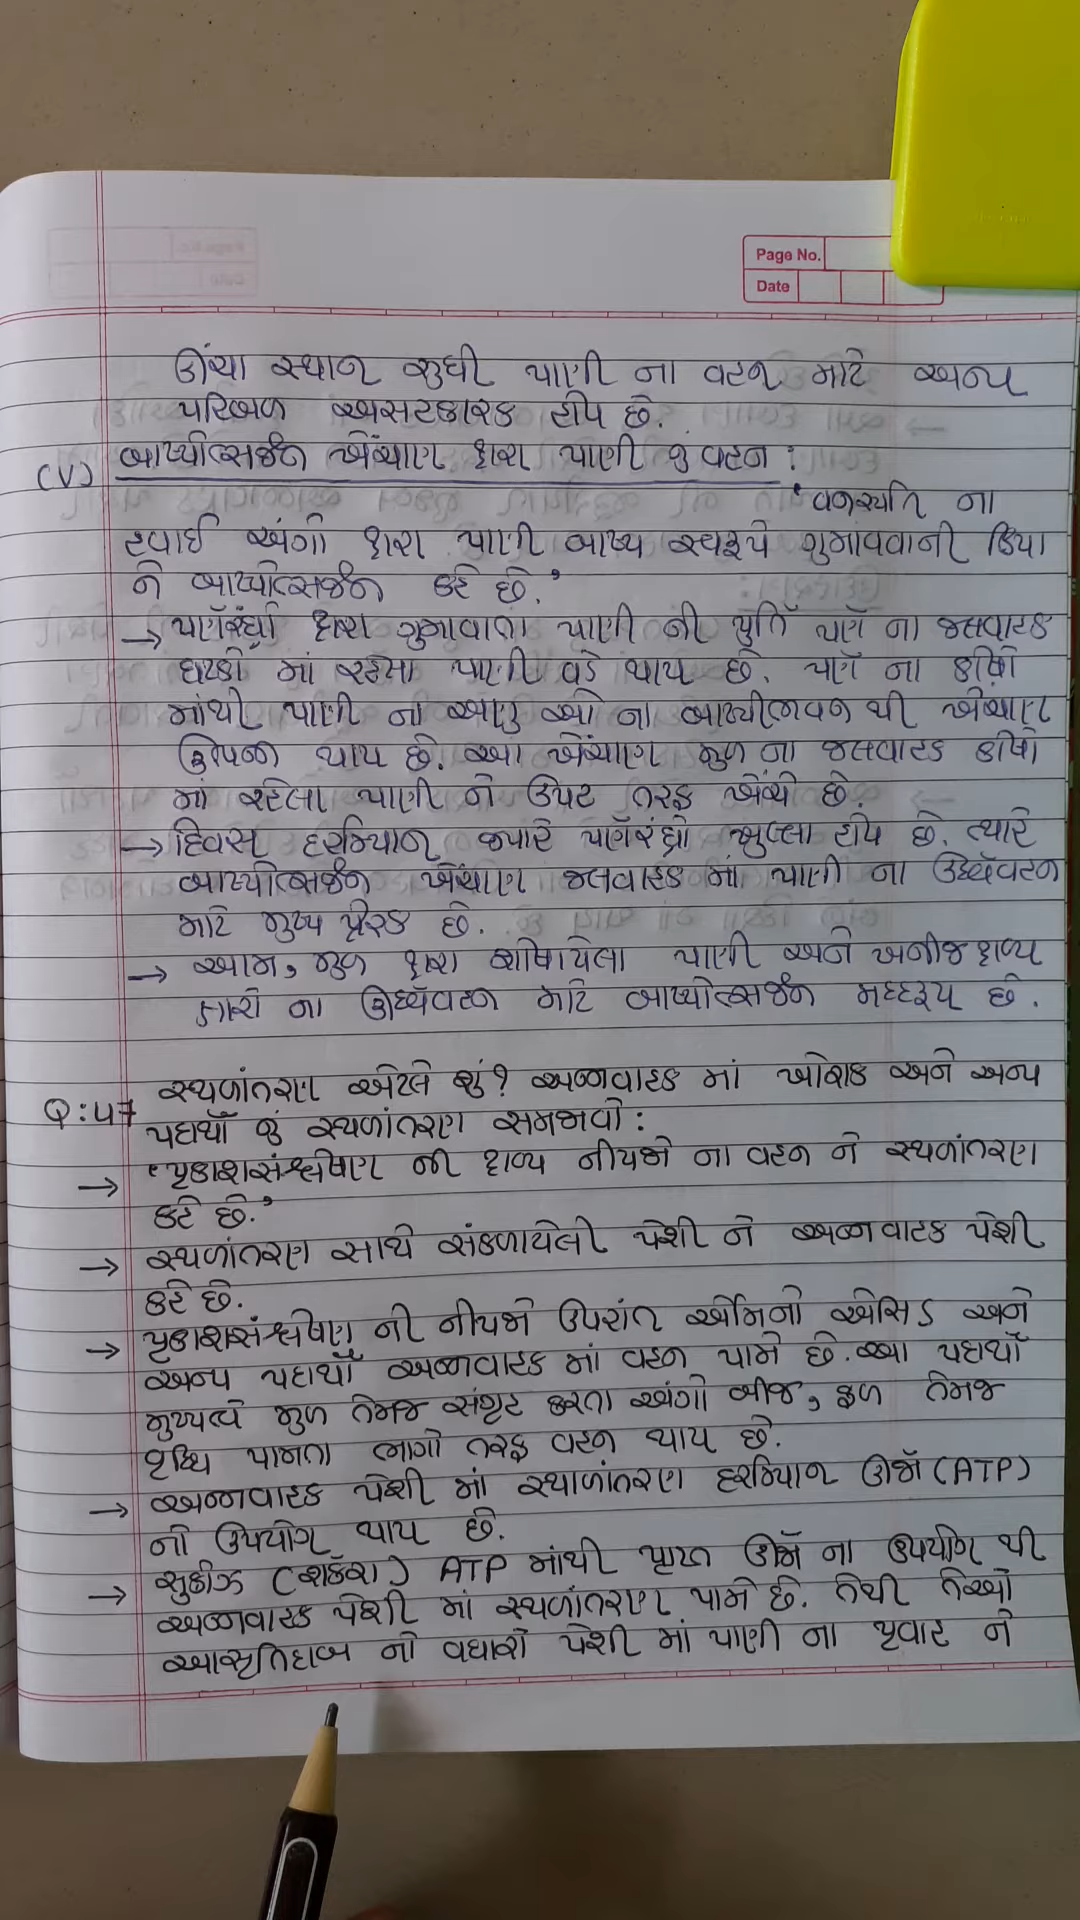 Page No.
Date
ઊંચા સ્થાન સુધી પાણી ના વહન માટે અન્ય
પરિબળ અસરકારક હોય છે.
(V) બાષ્પોત્સર્જન ખેંચાણ દ્વારા પાણી નું વહન :
'વનસ્પતિ ના
હવાઈ અંગો દ્વારા પાણી બાષ્પ સ્વરૂપે ગુમાવવાની ક્રિયા
ને બાષ્પોત્સર્જન કહે છે.'
→ પર્ણરંધ્રો દ્વારા ગુમાવાતા પાણી ની પુર્તિ પર્ણ ના જલવાહક
ઘટકો માં રહેલા પાણી વડે થાય છે. પર્ણ ના કોષો
માંથી પાણી ના અણુ ઓ ના બાષ્પીભવન થી ખેંચાણ
ઉત્પન્ન થાય છે. આ ખેંચાણ મુળ ના જલવાહક કોષો
માં રહેલા પાણી ને ઉપર તરફ ખેંચે છે.
→ દિવસ દરમ્યિાન જ્યારે પર્ણરંધ્રો ખુલ્લા હોય છે. ત્યારે
બાષ્પોત્સર્જન ખેંચાણ જલવાહક માં પાણી ના ઉર્ધ્વવહન
માટે મુખ્ય પ્રેરક છે.
→ આમ, મુળ દ્વારા શોષાયેલા પાણી અને ખનીજ દ્રાવ્ય
ક્ષારો ના ઊર્ધ્વવહન માટે બાષ્પોત્સર્જન મદદરૂપ છે.
Q:47 સ્થળાંતરણ એટલે શું? અન્નવાહક માં ખોરાક અને અન્ય
પદાર્થો નું સ્થળાંતરણ સમજાવો:
→ 'પ્રકાશસંશ્લેષણ ની દ્રાવ્ય નીપજો ના વહન ને સ્થળાંતરણ
કહે છે.'
→ સ્થળાંતરણ સાથે સંકળાયેલી પેશી ને અન્નવાહક પેશી
કહે છે.
→ પ્રકાશસંશ્લેષણ ની નીપજો ઉપરાંત એમિનો એસિડ અને
અન્ય પદાર્થો અન્નવાહક માં વહન પામે છે. આ પદાર્થો
મુખ્યત્વે મુળ તેમજ સંગ્રહ કરતા અંગો બીજ, ફળ તેમજ
વૃધ્ધિ પામતા ભાગો તરફ વહન થાય છે.
→ અન્નવાહક પેશી માં સ્થાળાંતરણ દરમ્યિાન ઊર્જા (ATP)
નો ઉપયોગ થાય છે.
→ સુક્રોઝ (શર્કરા) ATP માંથી પ્રાપ્ત ઊર્જા ના ઉપયોગ થી
અન્નવાહક પેશી માં સ્થળાંતરણ પામે છે. તેથી તેઓ
આસૃતિદાબ નો વધારો પેશી માં પાણી ના પ્રવાહ ને